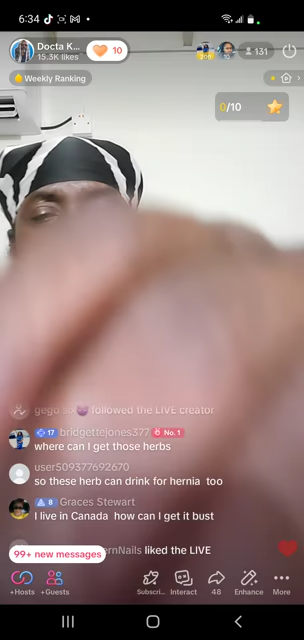 6:34
Docta K...
15.3K likes
10
131
Weekly Ranking
0/10
followed the LIVE creator
17 bridgettejones377 No. 1
where can I get those herbs
user509377692670
so these herb can drink for hernia too
8 Graces Stewart
I live in Canada how can I get it bust
99+ new messages
ernNails liked the LIVE
+Hosts
+Guests
Subscri...
Interact
48
Enhance
More